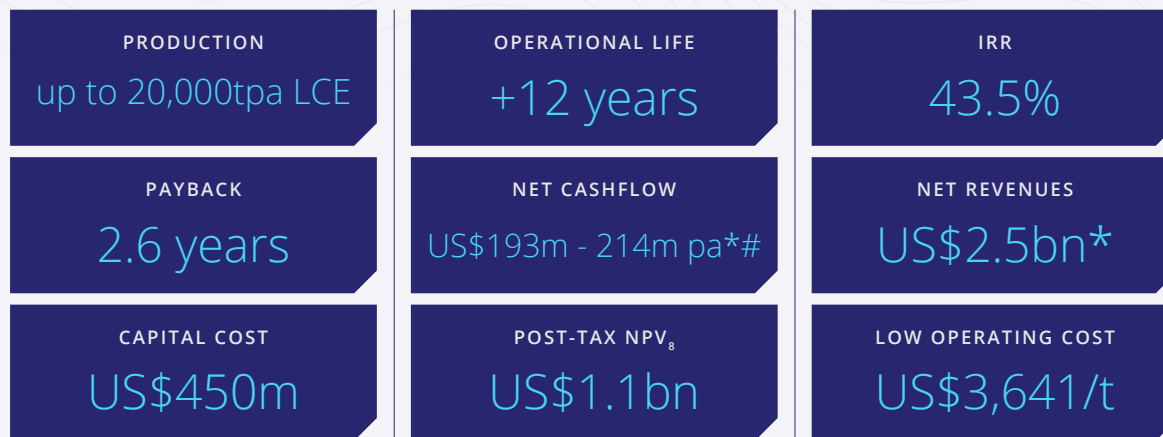 PRODUCTION
up to 20,000tpa LCE
OPERATIONAL LIFE
+12 years
IRR
43.5%
PAYBACK
2.6 years
NET CASHFLOW
US$193m - 214m pa*#
NET REVENUES
US$2.5bn*
CAPITAL COST
US$450m
POST-TAX NPV8
US$1.1bn
LOW OPERATING COST
US$3,641/t